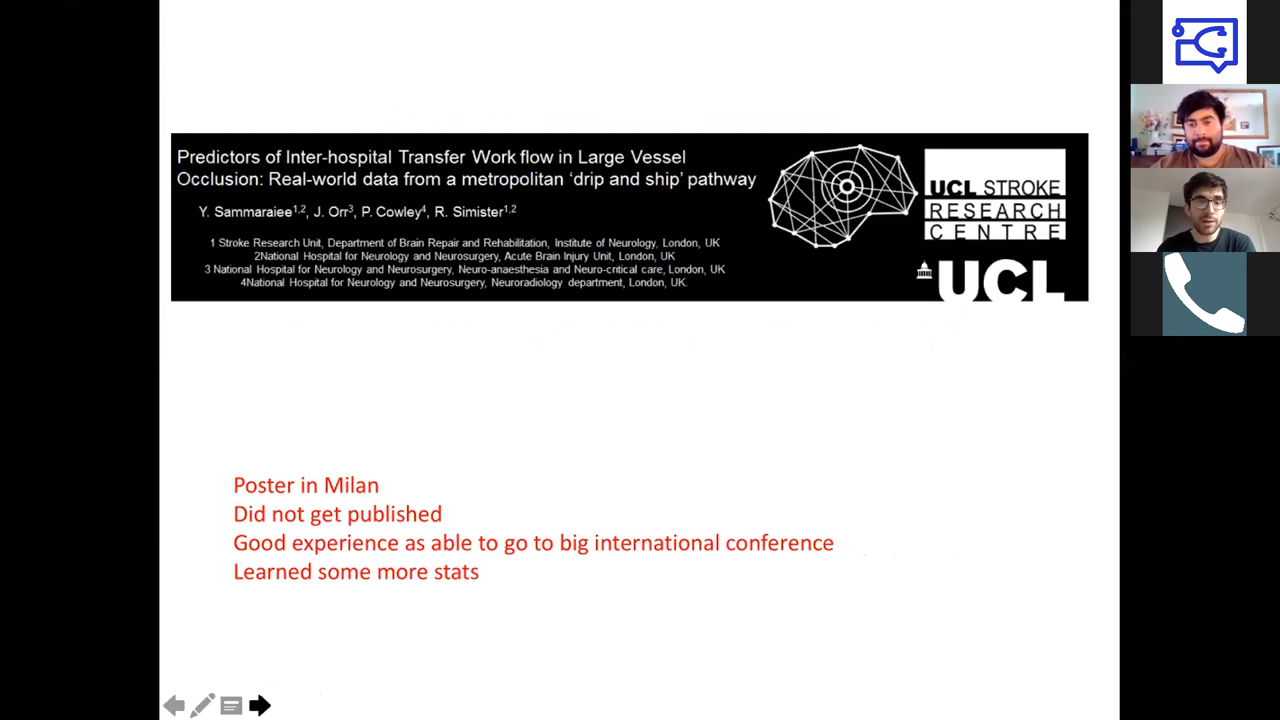 Predictors of Inter-hospital Transfer Work flow in Large Vessel
Occlusion: Real-world data from a metropolitan ‘drip and ship’ pathway
Y. Sammaraiee1,2, J. Orr3, P. Cowley4, R. Simister1,2
1 Stroke Research Unit, Department of Brain Repair and Rehabilitation, Institute of Neurology, London, UK
2National Hospital for Neurology and Neurosurgery, Acute Brain Injury Unit, London, UK
3 National Hospital for Neurology and Neurosurgery, Neuro-anaesthesia and Neuro-critical care, London, UK
4National Hospital for Neurology and Neurosurgery, Neuroradiology department, London, UK.
UCL STROKE
RESEARCH
CENTRE
UCL
Poster in Milan
Did not get published
Good experience as able to go to big international conference
Learned some more stats